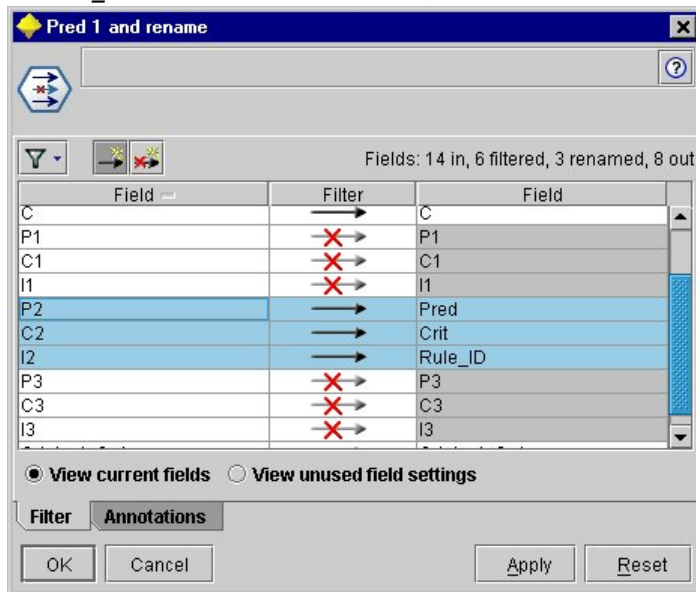 Pred 1 and rename
Fields: 14 in, 6 filtered, 3 renamed, 8 out
Field Filter Field
C C
P1 P1
C1 C1
I1 I1
P2 Pred
C2 Crit
I2 Rule_ID
P3 P3
C3 C3
I3 I3
View current fields View unused field settings
Filter Annotations
OK Cancel Apply Reset